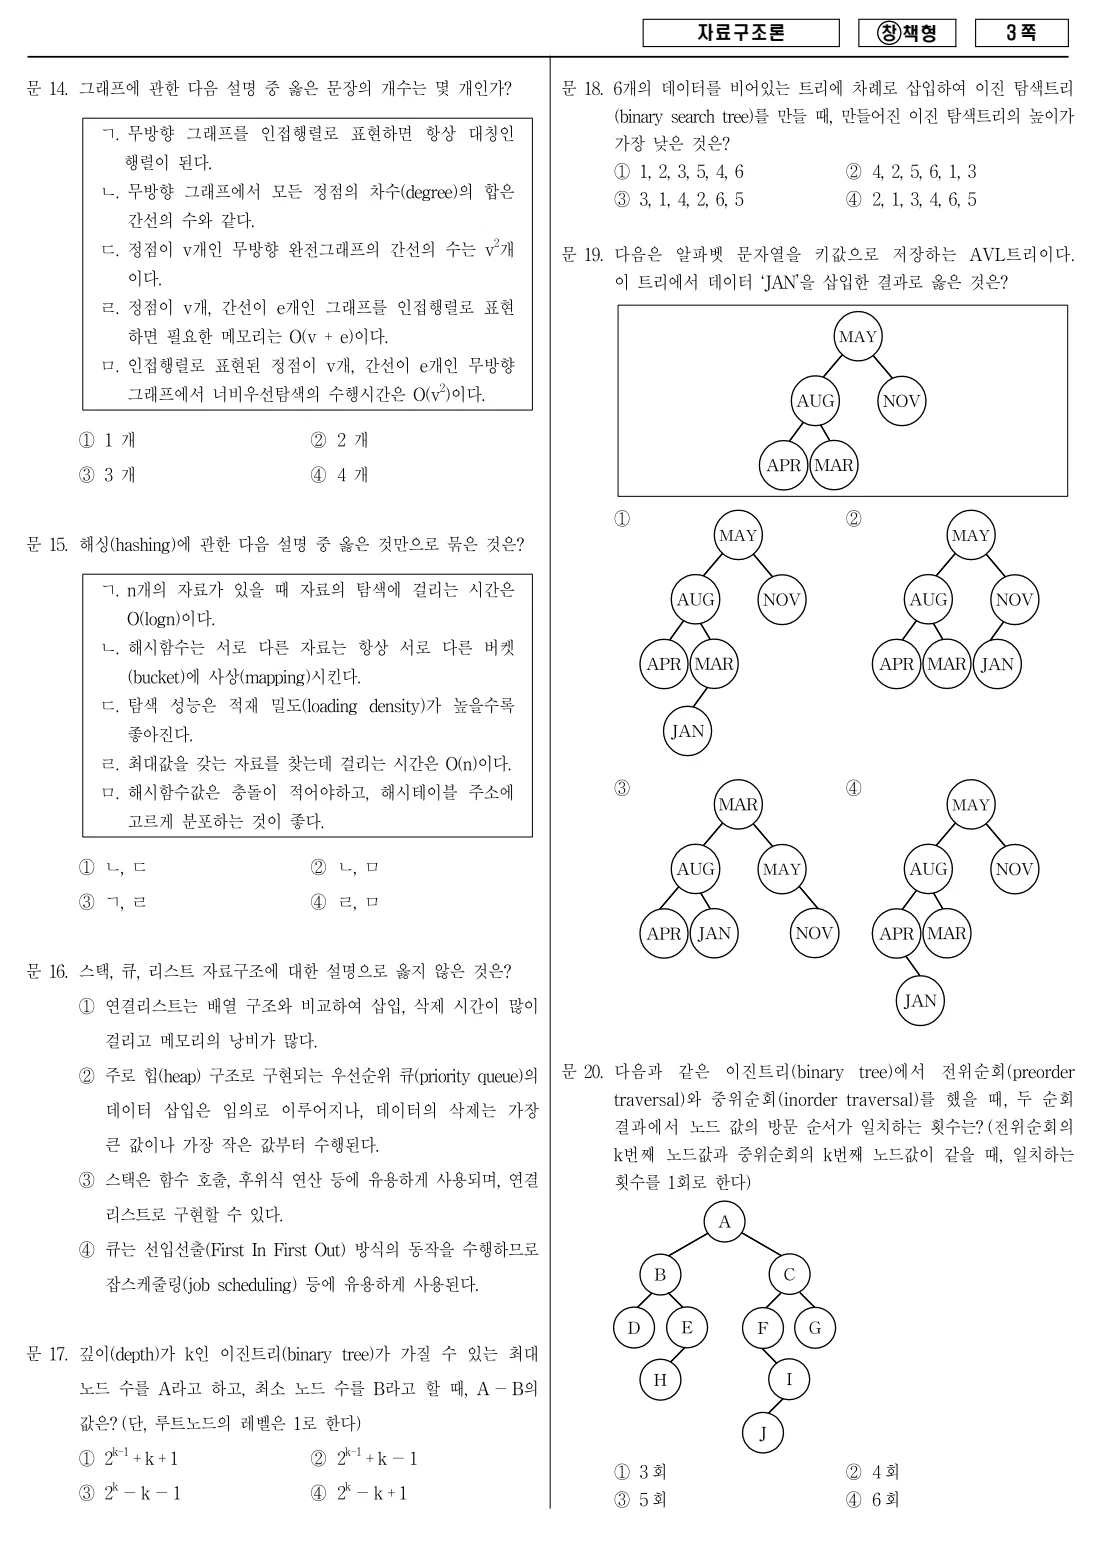 자료구조론
창책형
3쪽
문 14. 그래프에 관한 다음 설명 중 옳은 문장의 개수는 몇 개인가?
ㄱ. 무방향 그래프를 인접행렬로 표현하면 항상 대칭인
행렬이 된다.
ㄴ. 무방향 그래프에서 모든 정점의 차수(degree)의 합은
간선의 수와 같다.
ㄷ. 정점이 v개인 무방향 완전그래프의 간선의 수는 v²개
이다.
ㄹ. 정점이 v개, 간선이 e개인 그래프를 인접행렬로 표현
하면 필요한 메모리는 O(v + e)이다.
ㅁ. 인접행렬로 표현된 정점이 v개, 간선이 e개인 무방향
그래프에서 너비우선탐색의 수행시간은 O(v²)이다.
① 1 개 ② 2 개
③ 3 개 ④ 4 개
문 15. 해싱(hashing)에 관한 다음 설명 중 옳은 것만으로 묶은 것은?
ㄱ. n개의 자료가 있을 때 자료의 탐색에 걸리는 시간은
O(logn)이다.
ㄴ. 해시함수는 서로 다른 자료는 항상 서로 다른 버켓
(bucket)에 사상(mapping)시킨다.
ㄷ. 탐색 성능은 적재 밀도(loading density)가 높을수록
좋아진다.
ㄹ. 최대값을 갖는 자료를 찾는데 걸리는 시간은 O(n)이다.
ㅁ. 해시함수값은 충돌이 적어야하고, 해시테이블 주소에
고르게 분포하는 것이 좋다.
① ㄴ, ㄷ ② ㄴ, ㅁ
③ ㄱ, ㄹ ④ ㄹ, ㅁ
문 16. 스택, 큐, 리스트 자료구조에 대한 설명으로 옳지 않은 것은?
① 연결리스트는 배열 구조와 비교하여 삽입, 삭제 시간이 많이
걸리고 메모리의 낭비가 많다.
② 주로 힙(heap) 구조로 구현되는 우선순위 큐(priority queue)의
데이터 삽입은 임의로 이루어지나, 데이터의 삭제는 가장
큰 값이나 가장 작은 값부터 수행된다.
③ 스택은 함수 호출, 후위식 연산 등에 유용하게 사용되며, 연결
리스트로 구현할 수 있다.
④ 큐는 선입선출(First In First Out) 방식의 동작을 수행하므로
잡스케줄링(job scheduling) 등에 유용하게 사용된다.
문 17. 깊이(depth)가 k인 이진트리(binary tree)가 가질 수 있는 최대
노드 수를 A라고 하고, 최소 노드 수를 B라고 할 때, A − B의
값은? (단, 루트노드의 레벨은 1로 한다)
① 2ᵏ⁻¹ + k + 1 ② 2ᵏ⁻¹ + k − 1
③ 2ᵏ − k − 1 ④ 2ᵏ − k + 1
문 18. 6개의 데이터를 비어있는 트리에 차례로 삽입하여 이진 탐색트리
(binary search tree)를 만들 때, 만들어진 이진 탐색트리의 높이가
가장 낮은 것은?
① 1, 2, 3, 5, 4, 6 ② 4, 2, 5, 6, 1, 3
③ 3, 1, 4, 2, 6, 5 ④ 2, 1, 3, 4, 6, 5
문 19. 다음은 알파벳 문자열을 키값으로 저장하는 AVL트리이다.
이 트리에서 데이터 ‘JAN’을 삽입한 결과로 옳은 것은?
MAY
AUG NOV
APR MAR
① ②
MAY MAY
AUG NOV AUG NOV
APR MAR APR MAR JAN
JAN
③ ④
MAR MAY
AUG MAY AUG NOV
APR JAN NOV APR MAR
JAN
문 20. 다음과 같은 이진트리(binary tree)에서 전위순회(preorder
traversal)와 중위순회(inorder traversal)를 했을 때, 두 순회
결과에서 노드 값의 방문 순서가 일치하는 횟수는? (전위순회의
k번째 노드값과 중위순회의 k번째 노드값이 같을 때, 일치하는
횟수를 1회로 한다)
A
B C
D E F G
H I
J
① 3회 ② 4회
③ 5회 ④ 6회